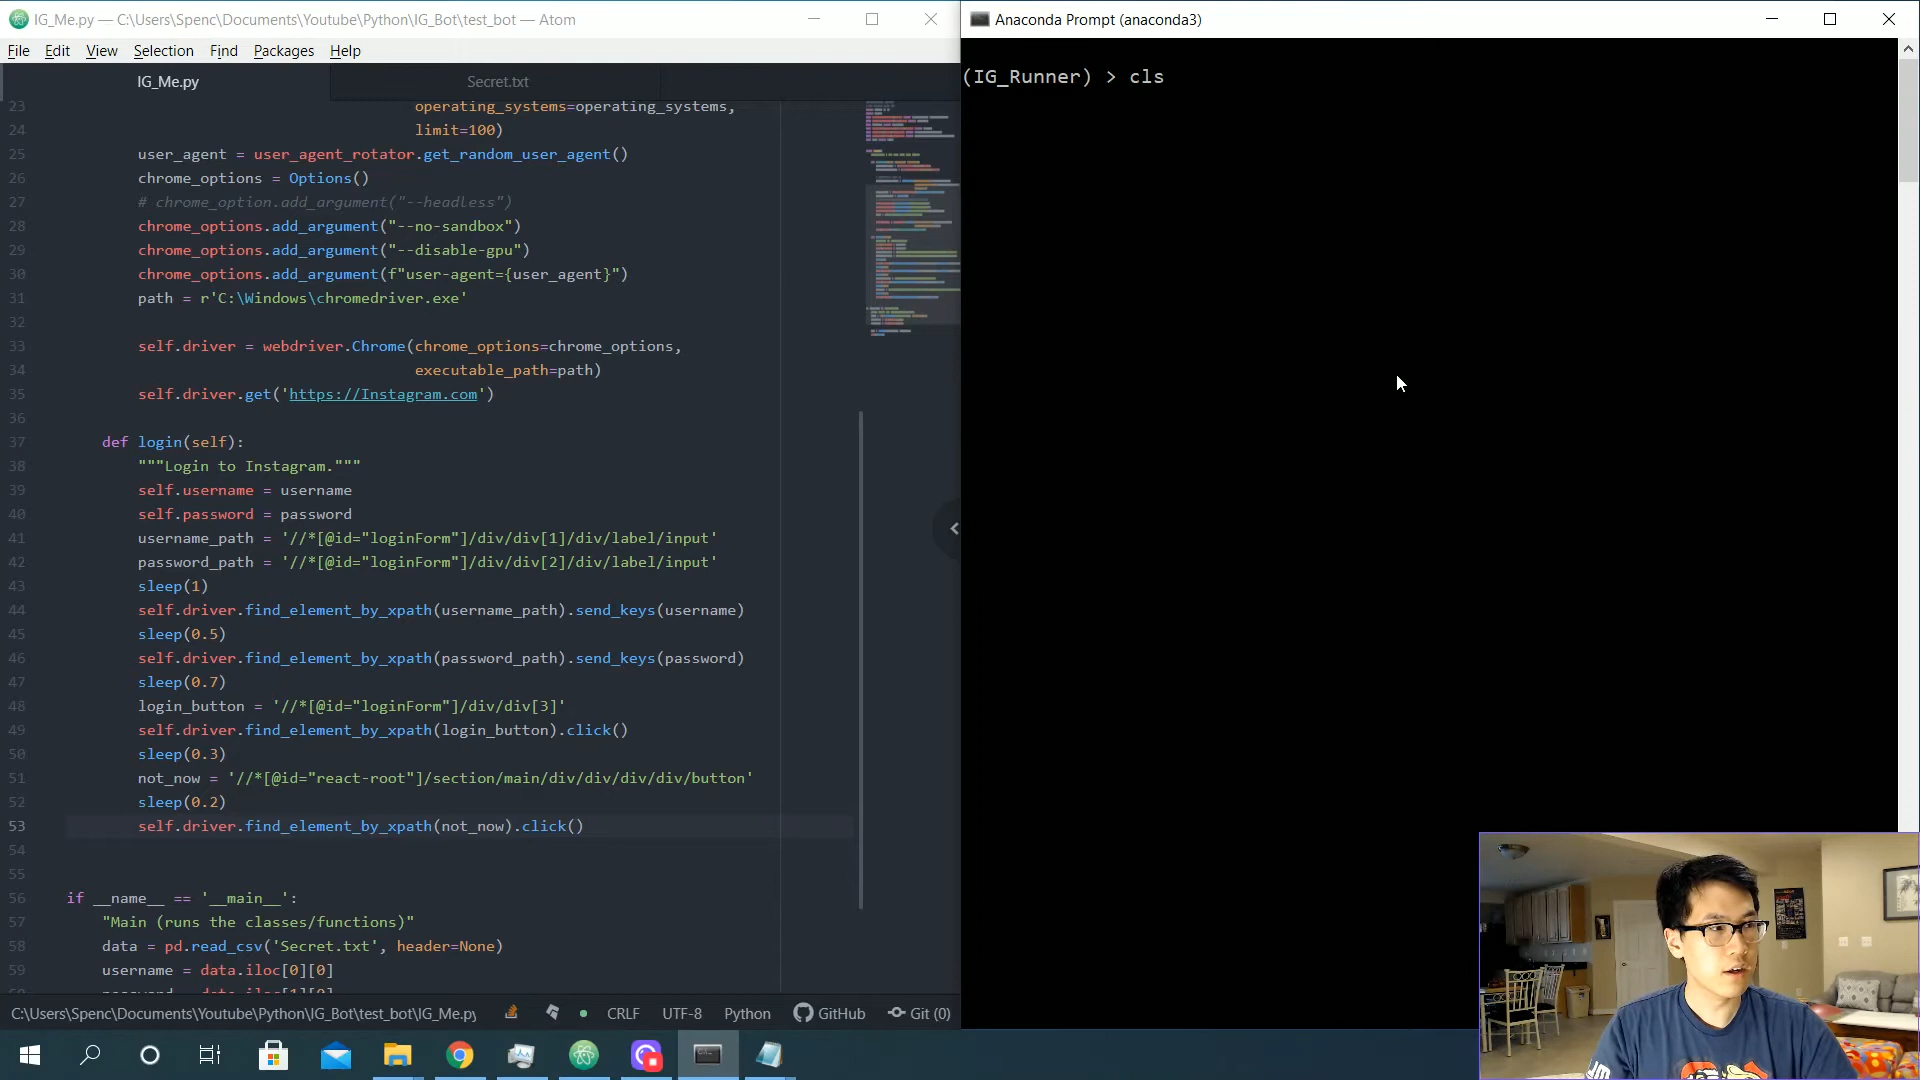 IG_Me.py — C:\Users\Spenc\Documents\Youtube\Python\IG_Bot\test_bot — Atom
File Edit View Selection Find Packages Help
IG_Me.py
Secret.txt
23 operating_systems=operating_systems,
24 limit=100)
25 user_agent = user_agent_rotator.get_random_user_agent()
26 chrome_options = Options()
27 # chrome_option.add_argument("--headless")
28 chrome_options.add_argument("--no-sandbox")
29 chrome_options.add_argument("--disable-gpu")
30 chrome_options.add_argument(f"user-agent={user_agent}")
31 path = r'C:\Windows\chromedriver.exe'
32
33 self.driver = webdriver.Chrome(chrome_options=chrome_options,
34 executable_path=path)
35 self.driver.get('https://Instagram.com')
36
37 def login(self):
38 """Login to Instagram."""
39 self.username = username
40 self.password = password
41 username_path = '//*[@id="loginForm"]/div/div[1]/div/label/input'
42 password_path = '//*[@id="loginForm"]/div/div[2]/div/label/input'
43 sleep(1)
44 self.driver.find_element_by_xpath(username_path).send_keys(username)
45 sleep(0.5)
46 self.driver.find_element_by_xpath(password_path).send_keys(password)
47 sleep(0.7)
48 login_button = '//*[@id="loginForm"]/div/div[3]'
49 self.driver.find_element_by_xpath(login_button).click()
50 sleep(0.3)
51 not_now = '//*[@id="react-root"]/section/main/div/div/div/div/button'
52 sleep(0.2)
53 self.driver.find_element_by_xpath(not_now).click()
54
55
56 if __name__ == '__main__':
57 "Main (runs the classes/functions)"
58 data = pd.read_csv('Secret.txt', header=None)
59 username = data.iloc[0][0]
C:\Users\Spenc\Documents\Youtube\Python\IG_Bot\test_bot\IG_Me.py CRLF UTF-8 Python GitHub Git (0)
Anaconda Prompt (anaconda3)
(IG_Runner) > cls